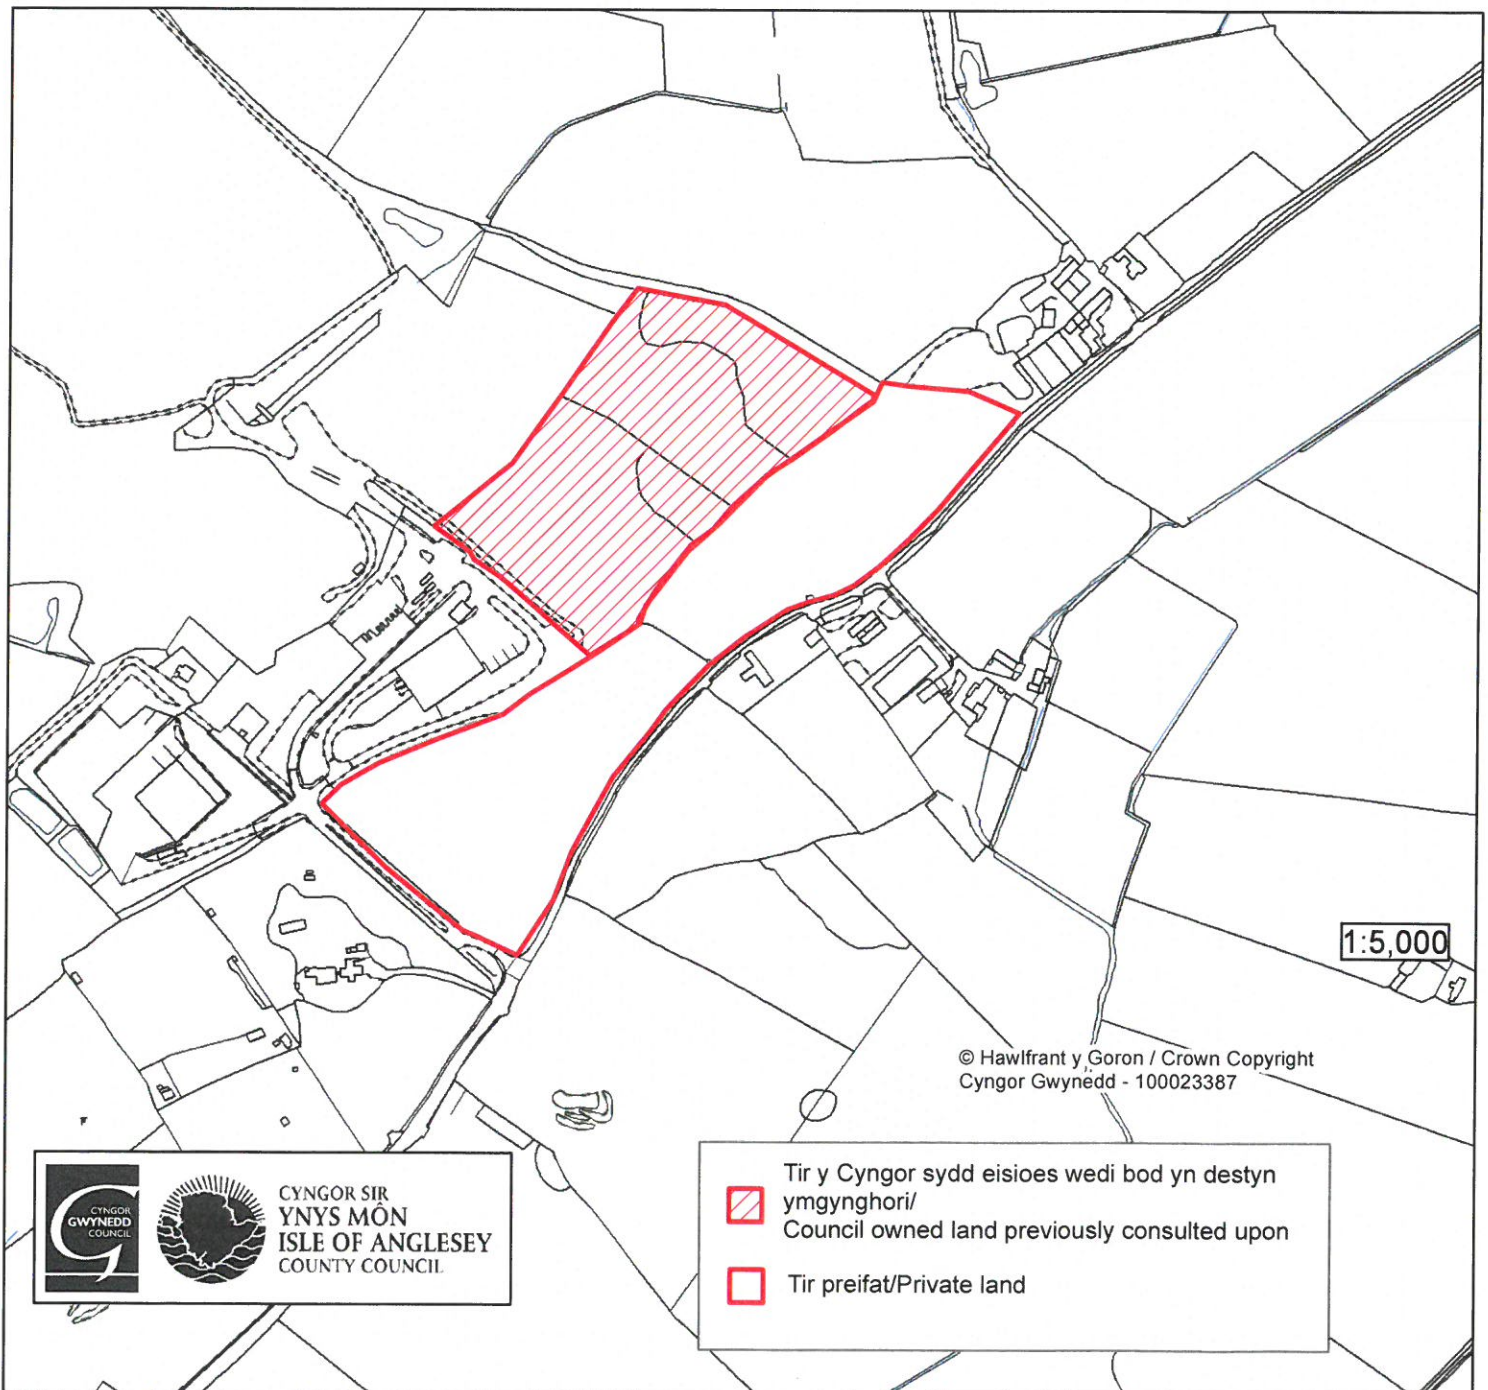 1:5,000
© Hawlfrant y Goron / Crown Copyright
Cyngor Gwynedd - 100023387
CYNGOR
GWYNEDD
COUNCIL
CYNGOR SIR
YNYS MÔN
ISLE OF ANGLESEY
COUNTY COUNCIL
Tir y Cyngor sydd eisioes wedi bod yn destyn
ymgynghori/
Council owned land previously consulted upon
Tir preifat/Private land